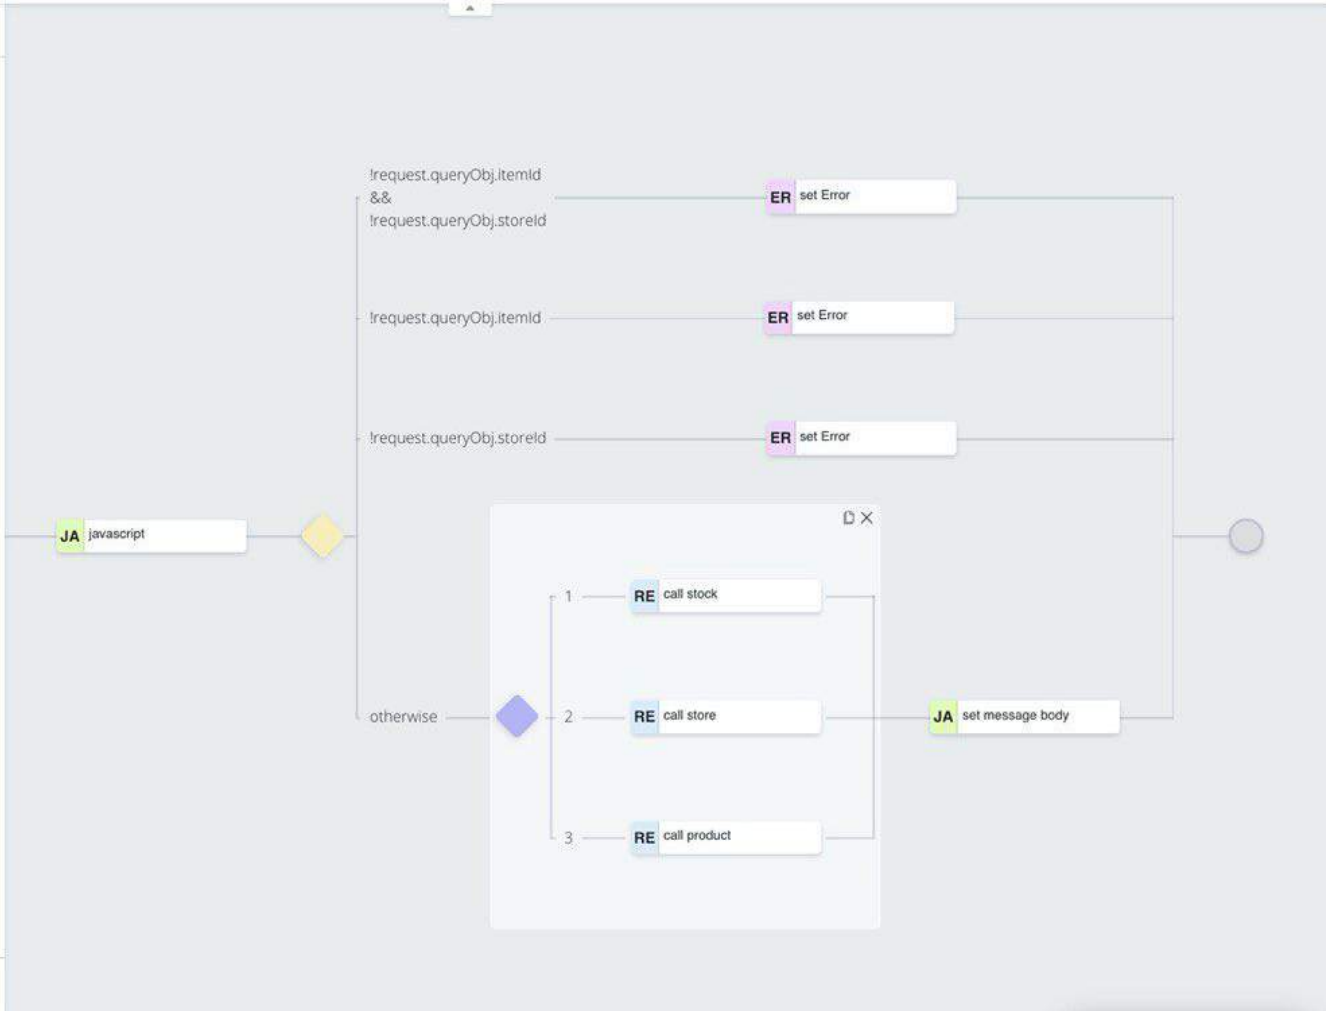 !request.queryObj.itemId
&&
!request.queryObj.storeId
ER set Error
!request.queryObj.itemId
ER set Error
!request.queryObj.storeId
ER set Error
JA javascript
1
RE call stock
otherwise
2
RE call store
JA set message body
3
RE call product